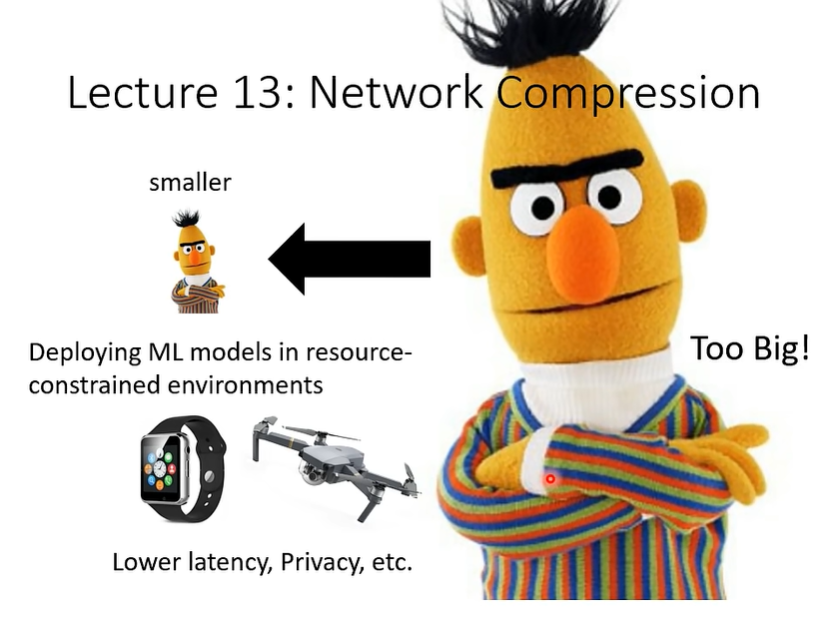 Lecture 13: Network Compression
smaller
Too Big!
Deploying ML models in resource-
constrained environments
Lower latency, Privacy, etc.